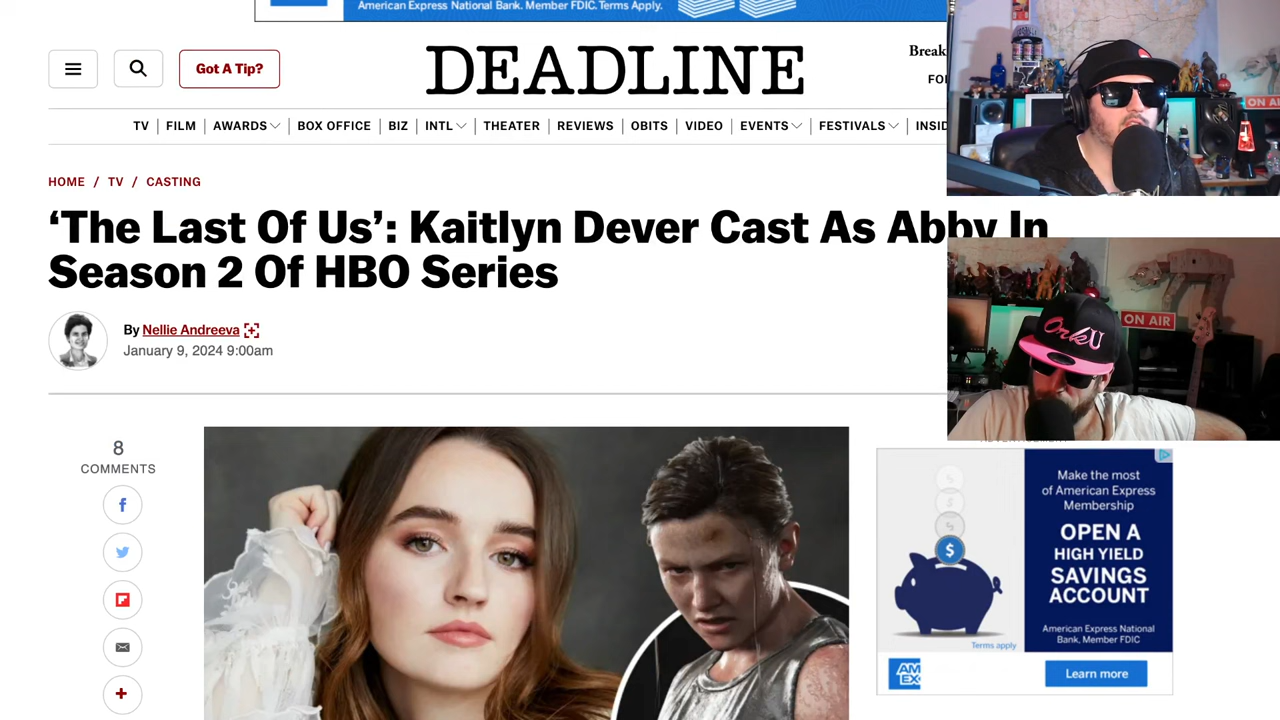 American Express National Bank. Member FDIC. Terms apply.
Got A Tip?
DEADLINE
TV FILM AWARDS BOX OFFICE BIZ INTL THEATER REVIEWS OBITS VIDEO EVENTS FESTIVALS
HOME / TV / CASTING
‘The Last Of Us’: Kaitlyn Dever Cast As Abby In
Season 2 Of HBO Series
By Nellie Andreeva
January 9, 2024 9:00am
8
COMMENTS
ON AI
OrkU
ON AIR
Make the most
of American Express
Membership
OPEN A
HIGH YIELD
SAVINGS
ACCOUNT
American Express National
Bank, Member FDIC
Terms apply
AM
EX
Learn more